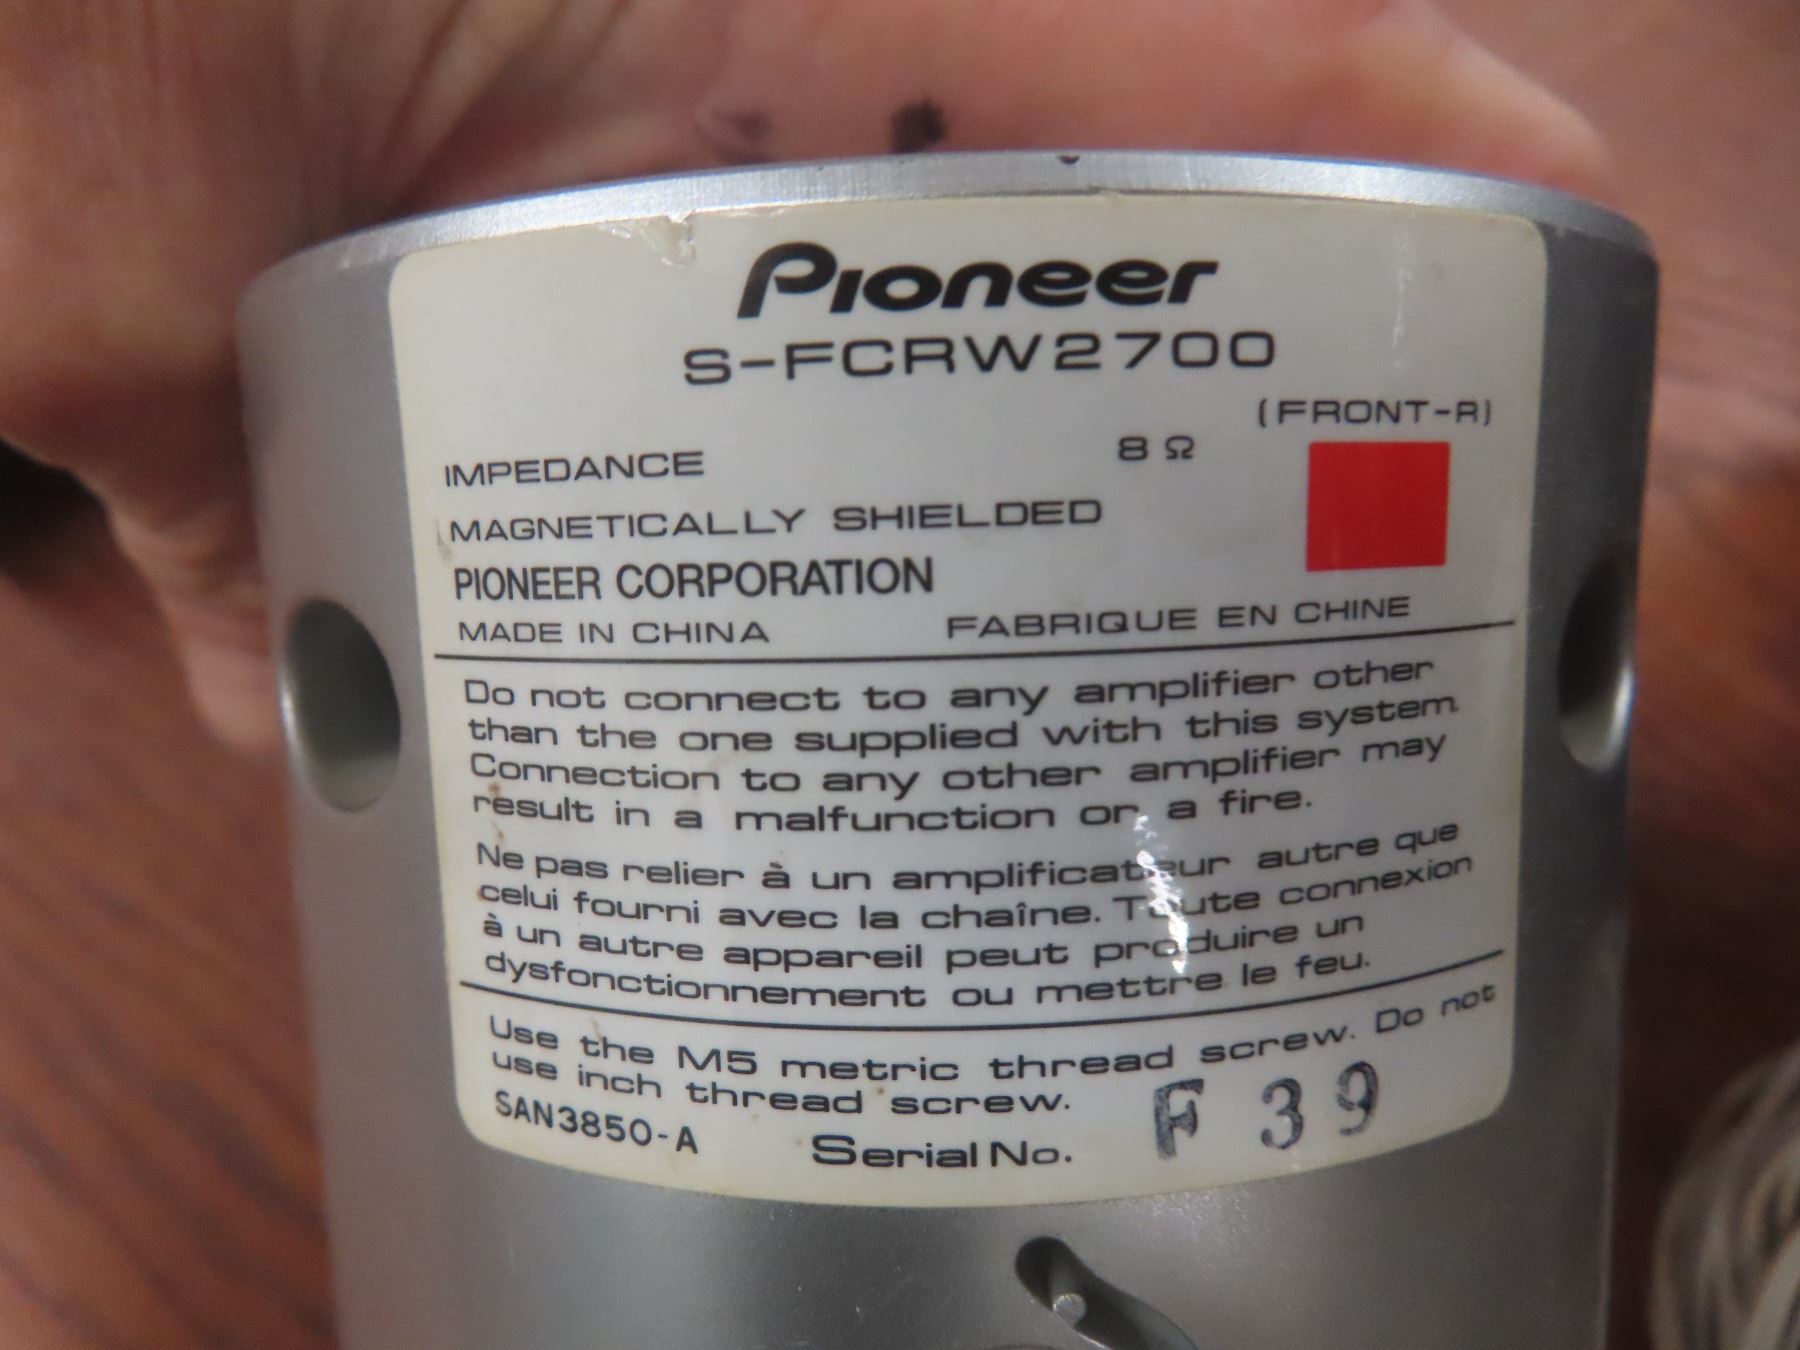 Pioneer
S-FCRW2700
(FRONT-R)
IMPEDANCE 8 Ω
MAGNETICALLY SHIELDED
PIONEER CORPORATION
MADE IN CHINA FABRIQUE EN CHINE
Do not connect to any amplifier other
than the one supplied with this system.
Connection to any other amplifier may
result in a malfunction or a fire.
Ne pas relier à un amplificateur autre que
celui fourni avec la chaîne. Toute connexion
à un autre appareil peut produire un
dysfonctionnement ou mettre le feu.
Use the M5 metric thread screw. Do not
use inch thread screw.
SAN3850-A Serial No. F 39